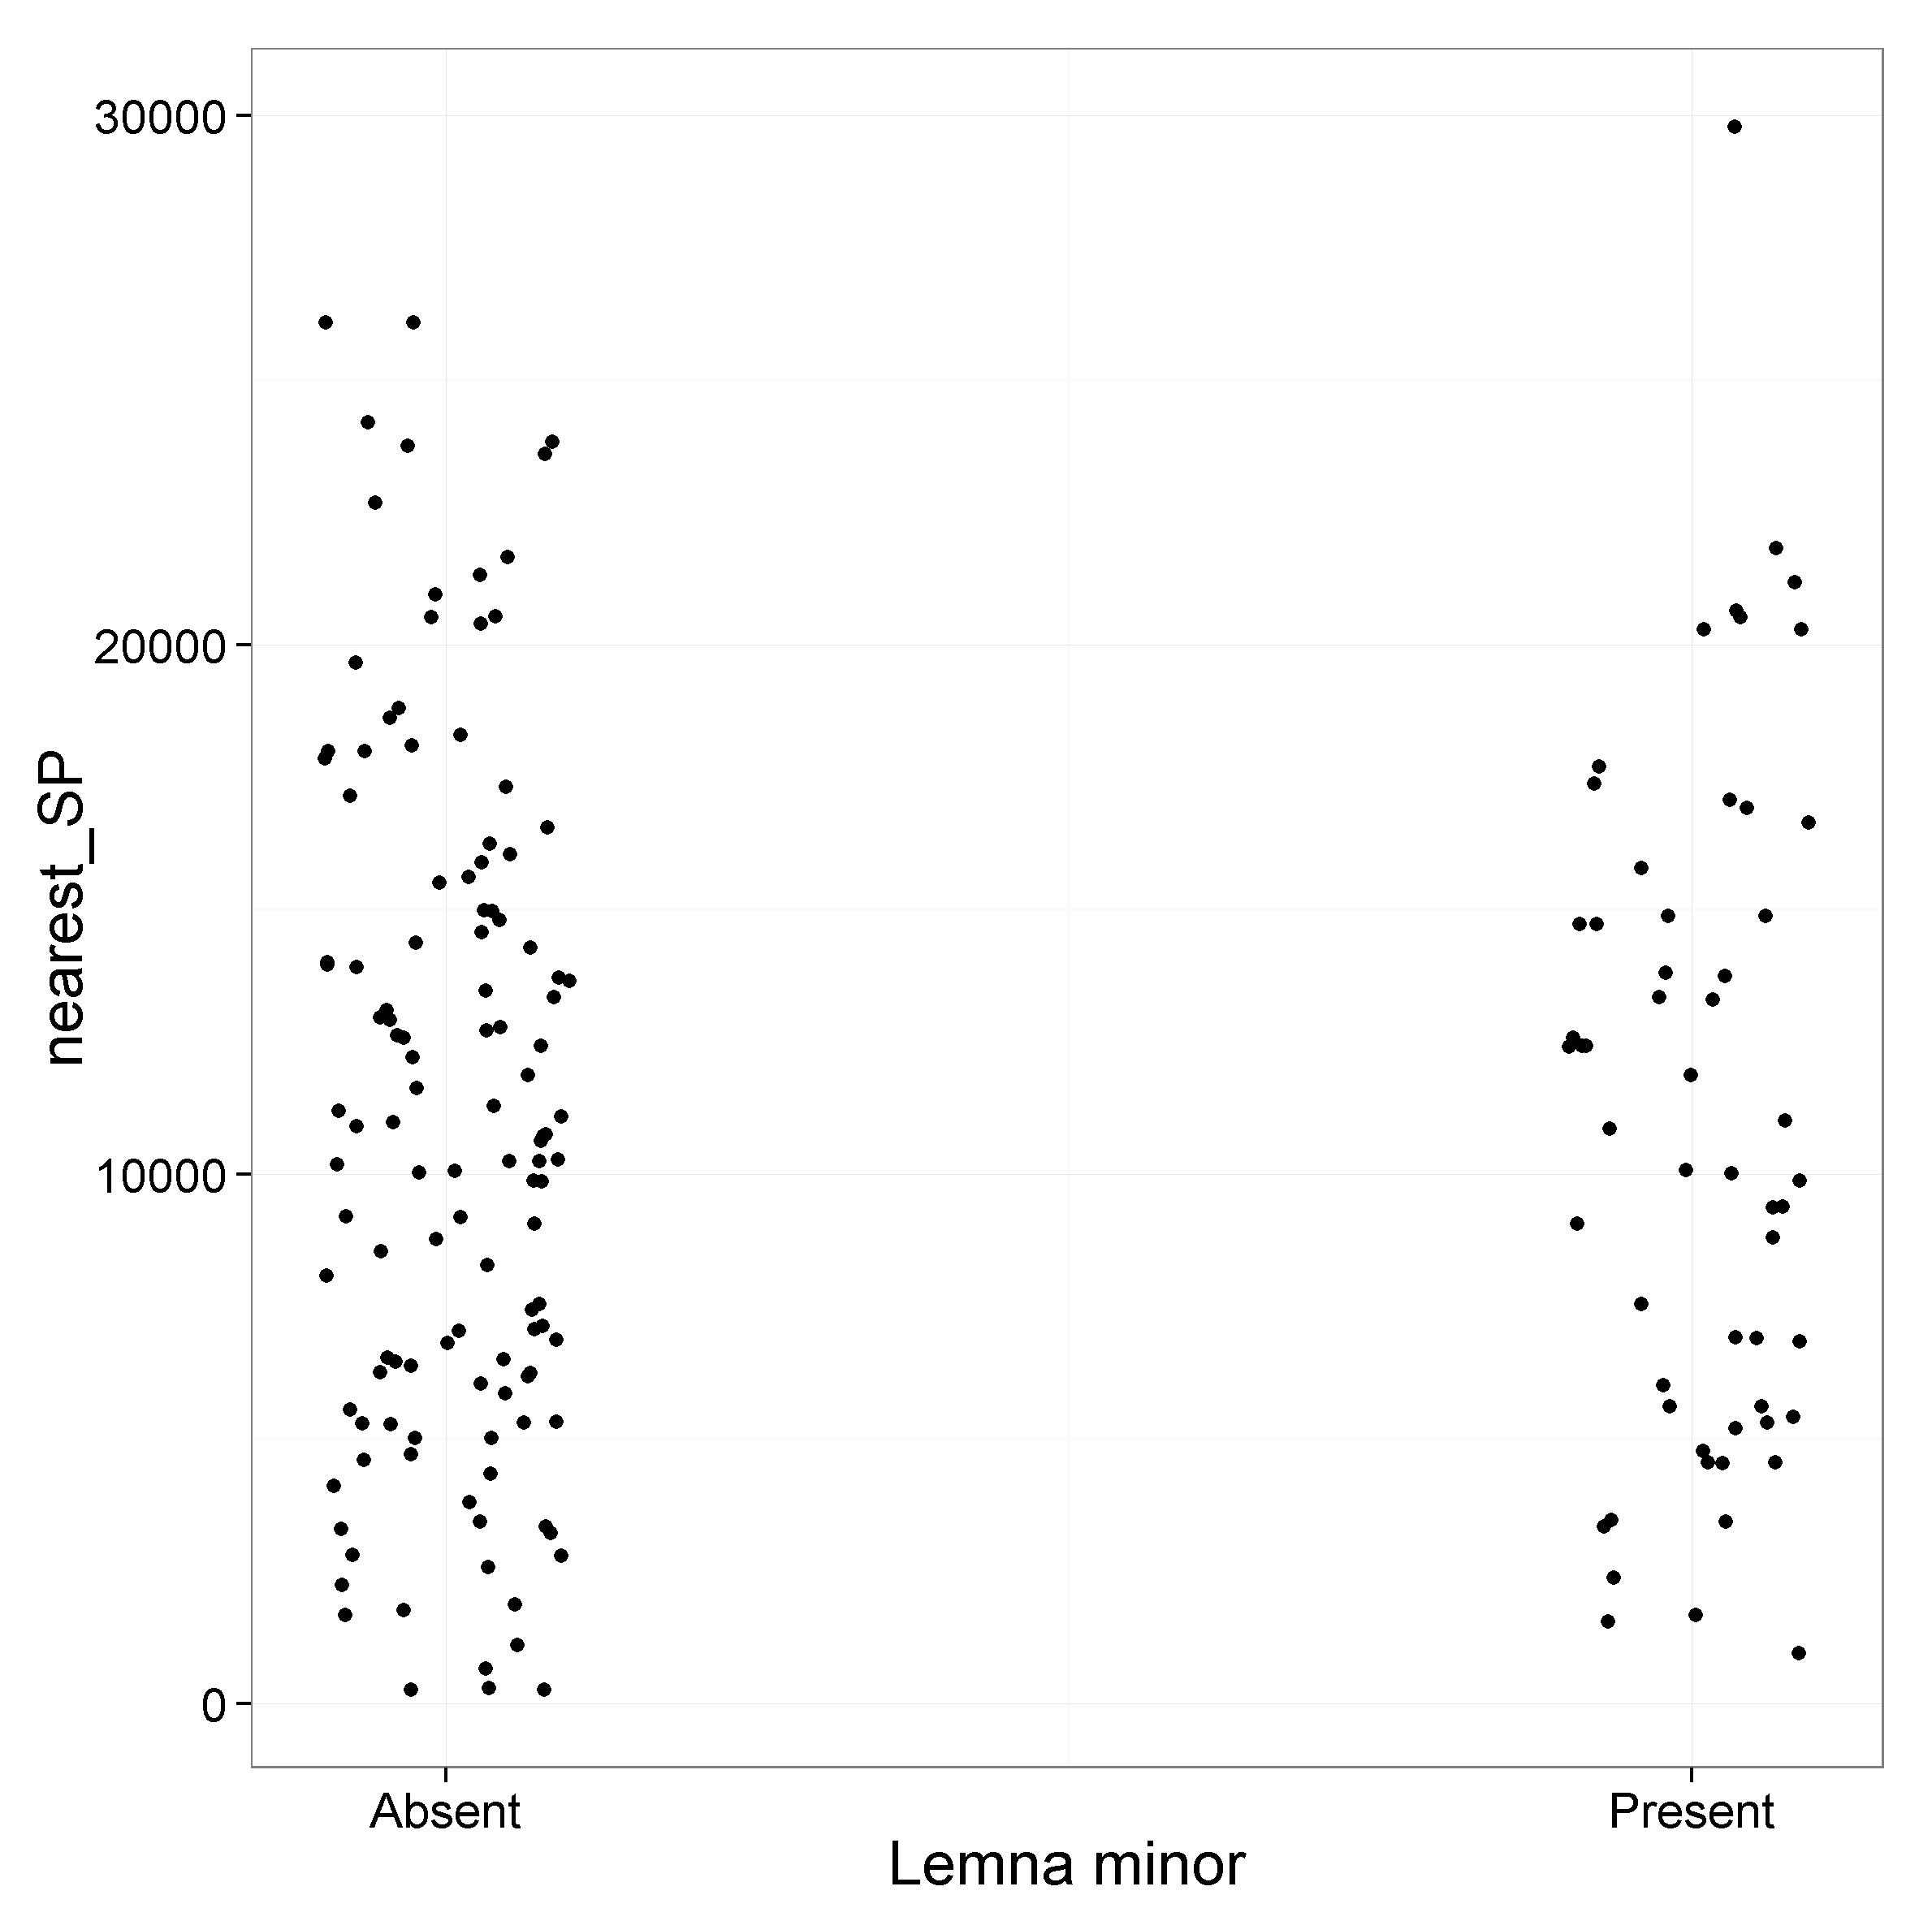 nearest_SP
30000
20000
10000
0
Absent
Present
Lemna minor